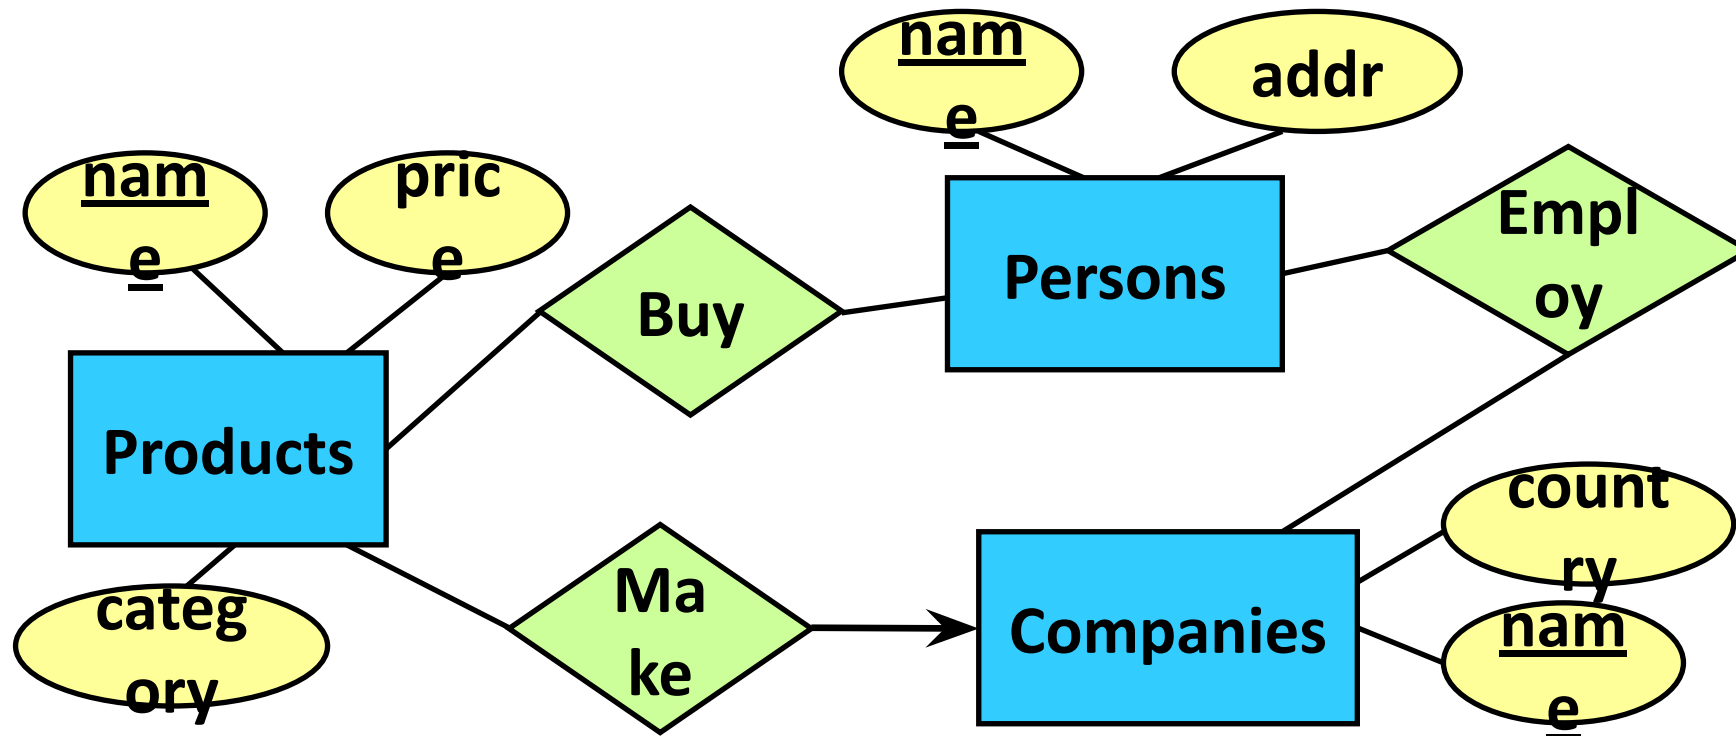 nam
e
addr
nam
e
pric
e
Empl
oy
Persons
Buy
Products
count
ry
Ma
ke
Companies
categ
ory
nam
e